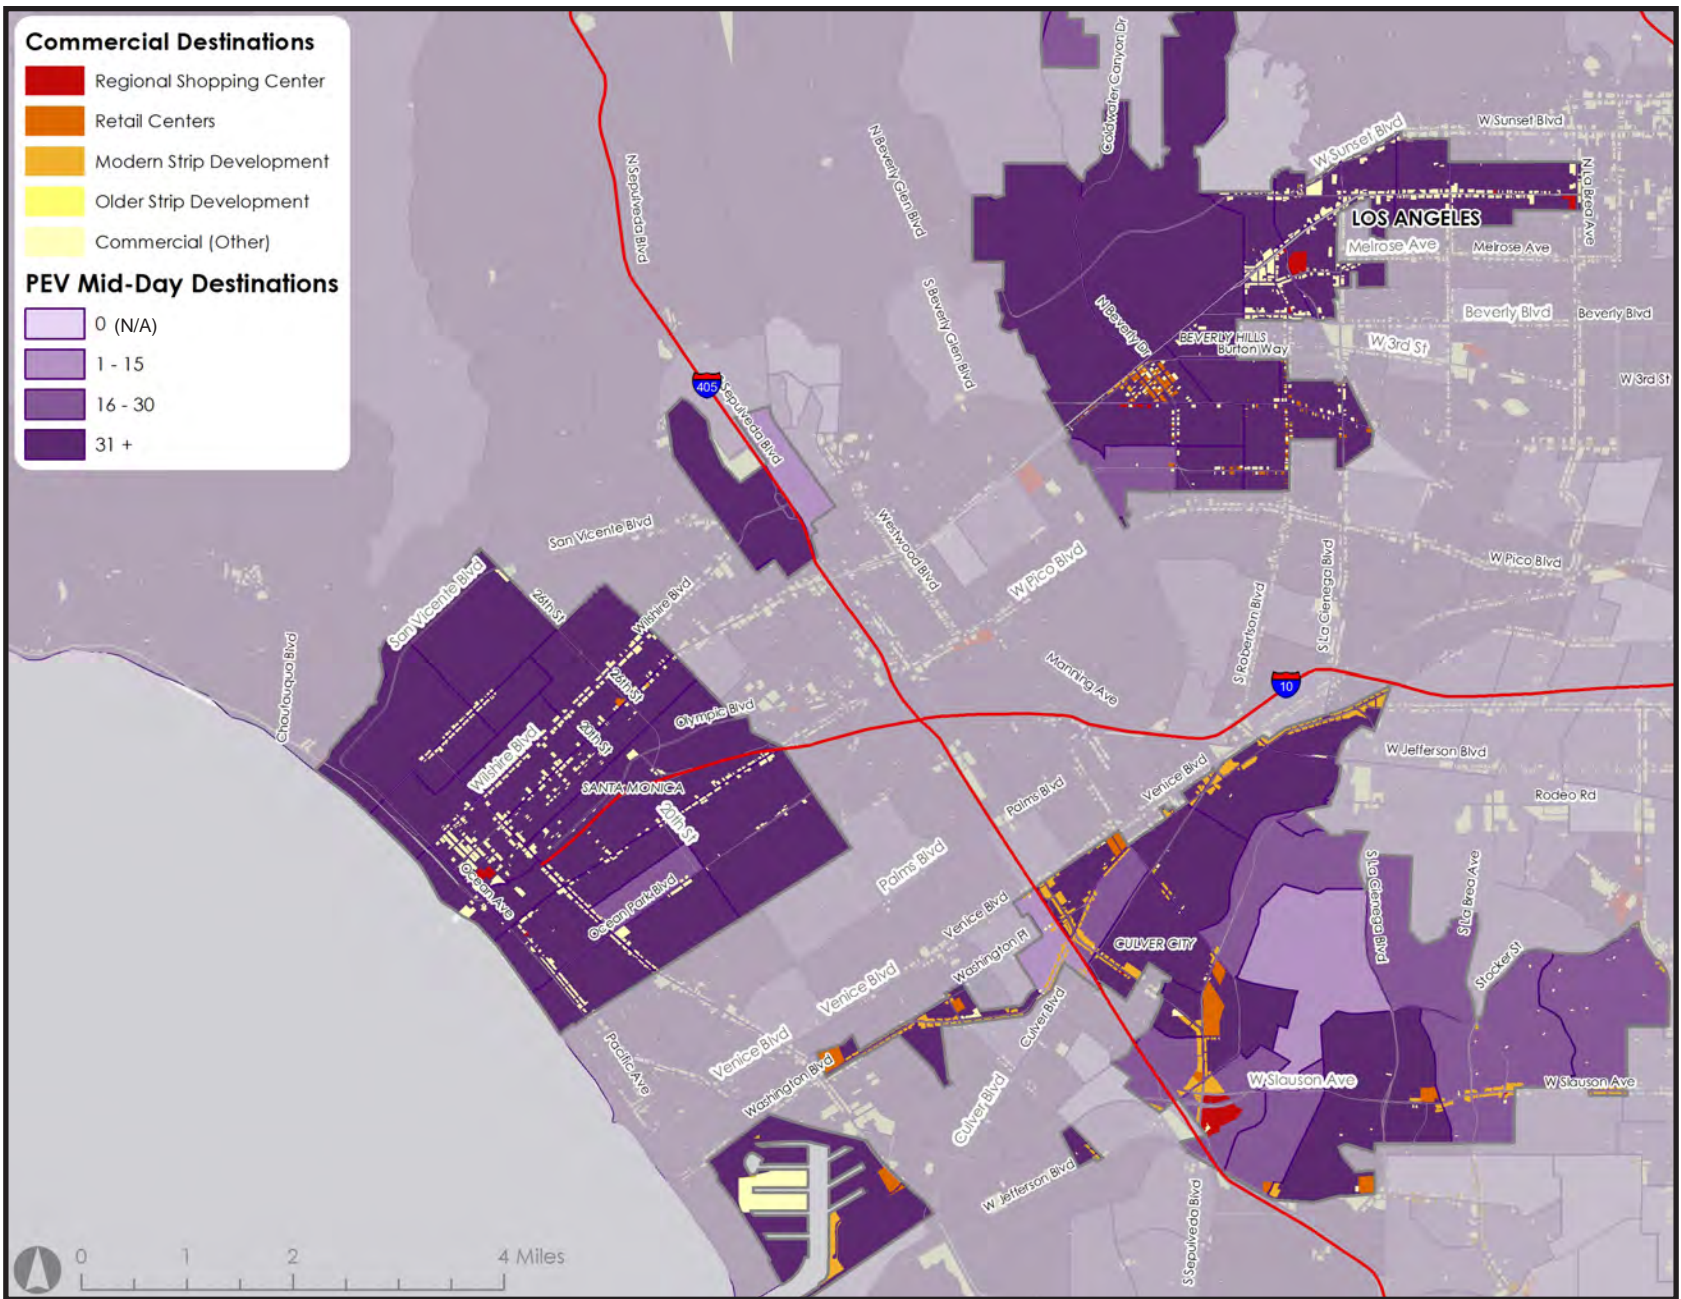 Commercial Destinations
Regional Shopping Center
Retail Centers
Modern Strip Development
Older Strip Development
Commercial (Other)
PEV Mid-Day Destinations
0 (N/A)
1 - 15
16 - 30
31 +
Coldwater Canyon Dr
N Sepulveda Blvd
N Beverly Glen Blvd
W Sunset Blvd
W Sunset Blvd
N La Brea Ave
LOS ANGELES
Melrose Ave
Melrose Ave
S Beverly Glen Blvd
N Beverly Dr
Beverly Blvd
Beverly Blvd
BEVERLY HILLS
Burton Way
W 3rd St
W 3rd St
405
Sepulveda Blvd
San Vicente Blvd
Westwood Blvd
W Pico Blvd
W Pico Blvd
San Vicente Blvd
26th St
Wilshire Blvd
S Robertson Blvd
S La Cienega Blvd
Chautauqua Blvd
Manning Ave
10
26th St
Olympic Blvd
20th St
Wilshire Blvd
SANTA MONICA
20th St
W Jefferson Blvd
Venice Blvd
Palms Blvd
Rodeo Rd
Palms Blvd
Ocean Ave
Ocean Park Blvd
S La Cienega Blvd
S La Brea Ave
Venice Blvd
Washington Pl
CULVER CITY
Stocker St
Venice Blvd
Culver Blvd
Pacific Ave
Venice Blvd
Washington Blvd
Culver Blvd
W Slauson Ave
W Slauson Ave
W Jefferson Blvd
S Sepulveda Blvd
0 1 2 4 Miles